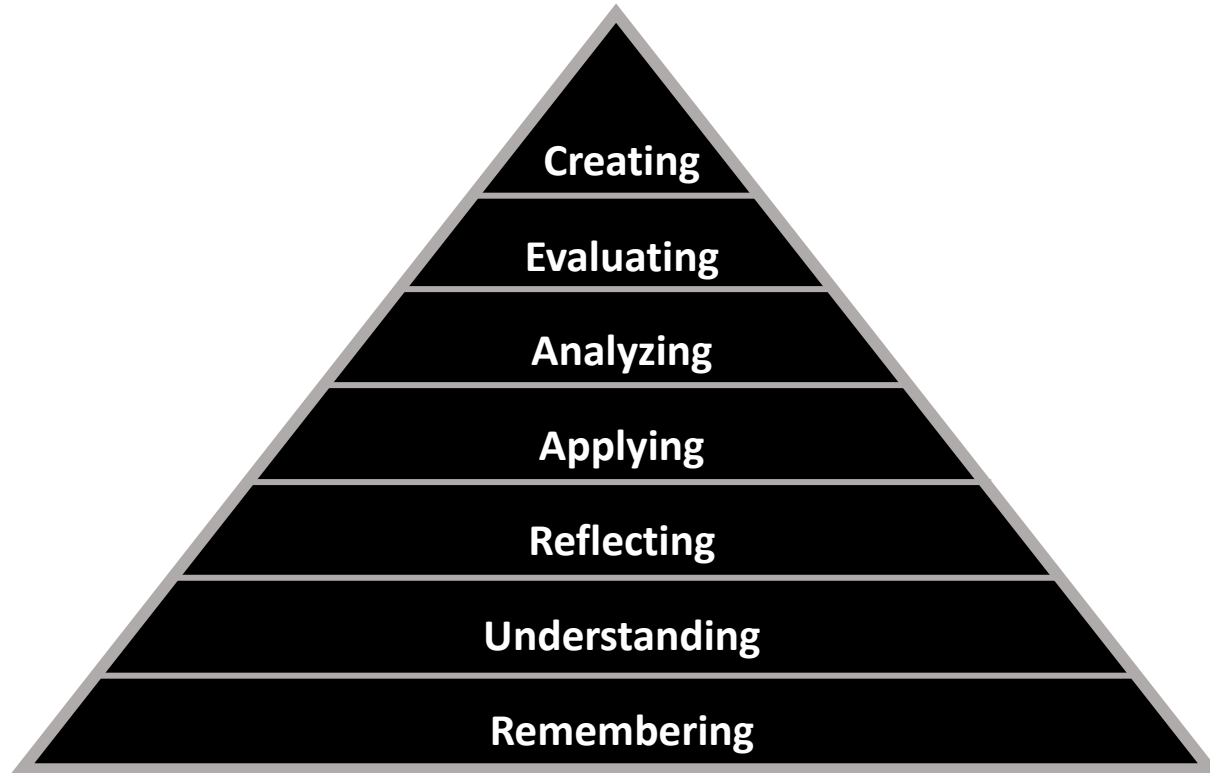 Creating
Evaluating
Analyzing
Applying
Reflecting
Understanding
Remembering